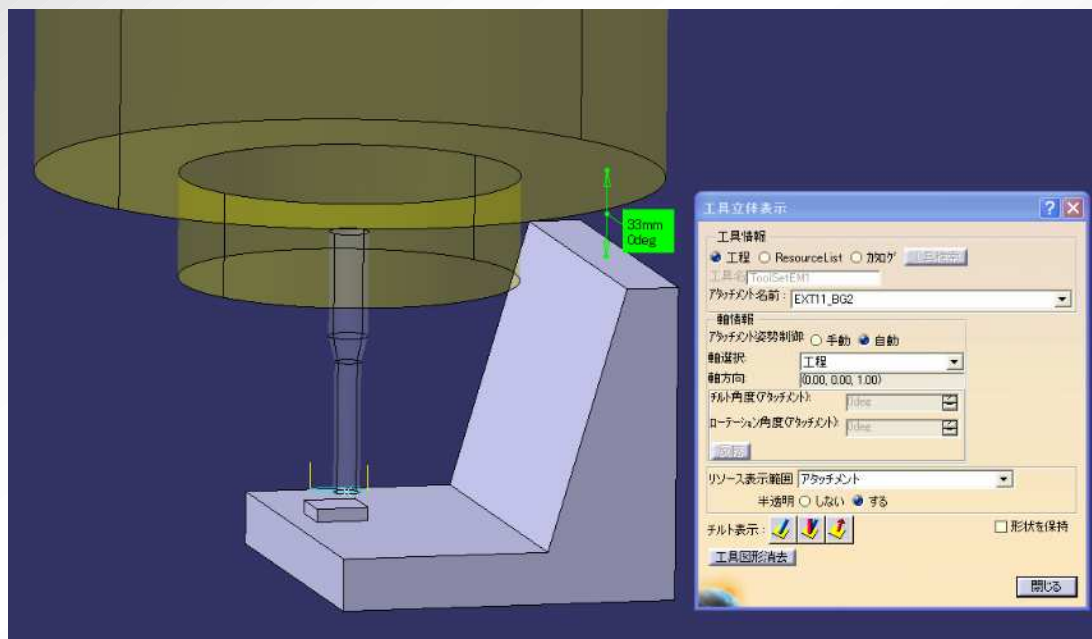 33mm
0deg
工具立体表示
工具情報
工程 ResourceList カタログ
工具名 ToolSetEM1
アタッチメント名前: EXT11_BG2
軸情報
アタッチメント姿勢制御: 手動 自動
軸選択: 工程
軸方向: (0.00, 0.00, 1.00)
チルト角度(アタッチメント): 0deg
ローテーション角度(アタッチメント): 0deg
リソース表示範囲 アタッチメント
半透明 しない する
チルト表示: 形状を保持
工具図形消去
閉じる